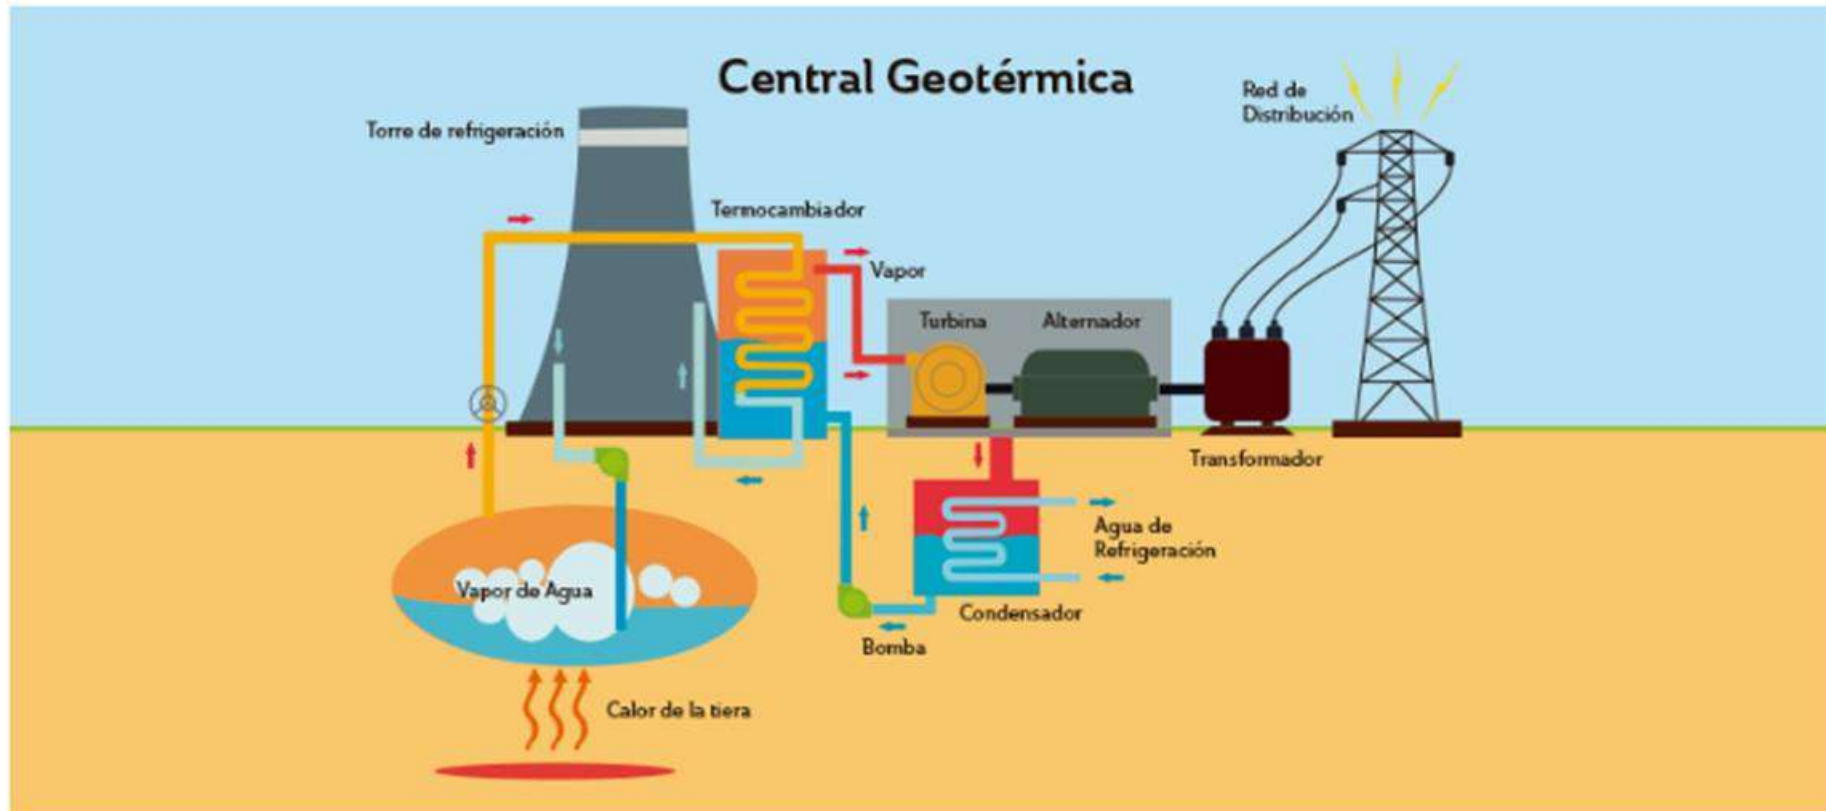 Central Geotérmica
Red de
Distribución
Torre de refrigeración
Termocambiador
Vapor
Turbina
Alternador
Transformador
Agua de
Refrigeración
Vapor de Agua
Condensador
Bomba
Calor de la tiera